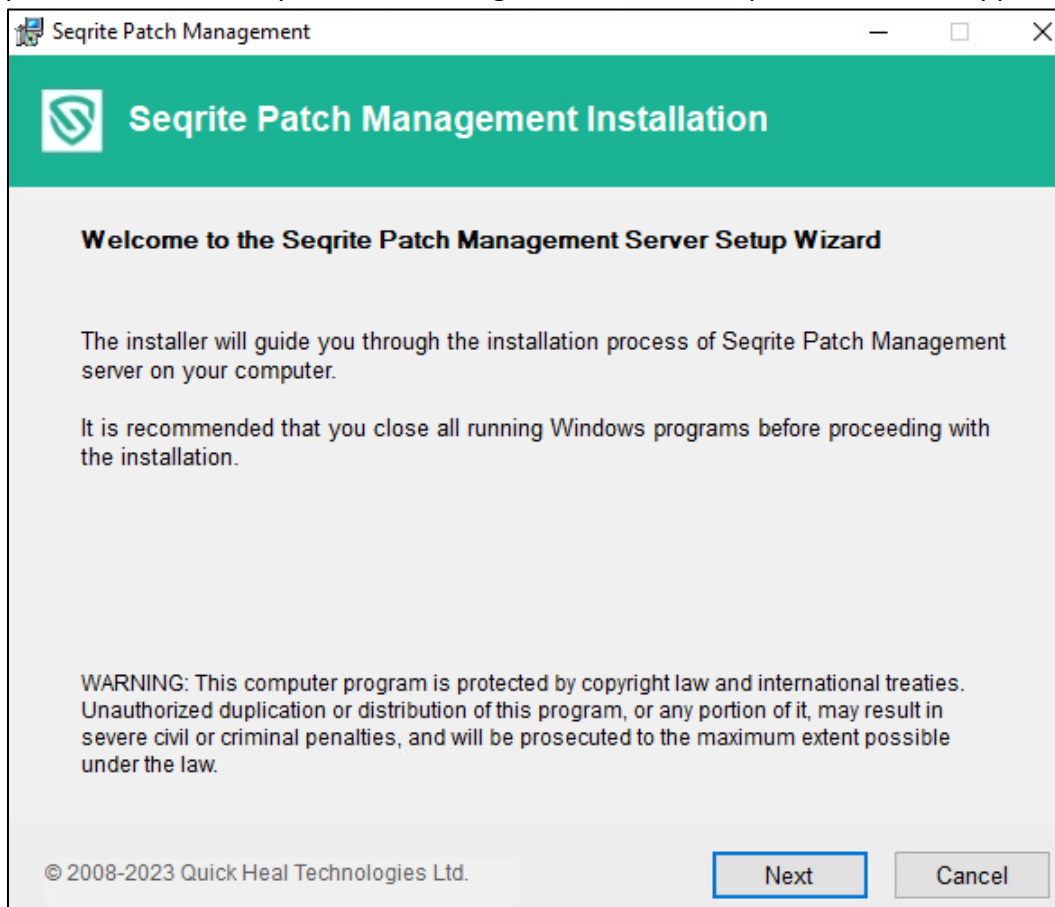 Seqrite Patch Management
Seqrite Patch Management Installation
Welcome to the Seqrite Patch Management Server Setup Wizard
The installer will guide you through the installation process of Seqrite Patch Management
server on your computer.
It is recommended that you close all running Windows programs before proceeding with
the installation.
WARNING: This computer program is protected by copyright law and international treaties.
Unauthorized duplication or distribution of this program, or any portion of it, may result in
severe civil or criminal penalties, and will be prosecuted to the maximum extent possible
under the law.
© 2008-2023 Quick Heal Technologies Ltd.
Next
Cancel